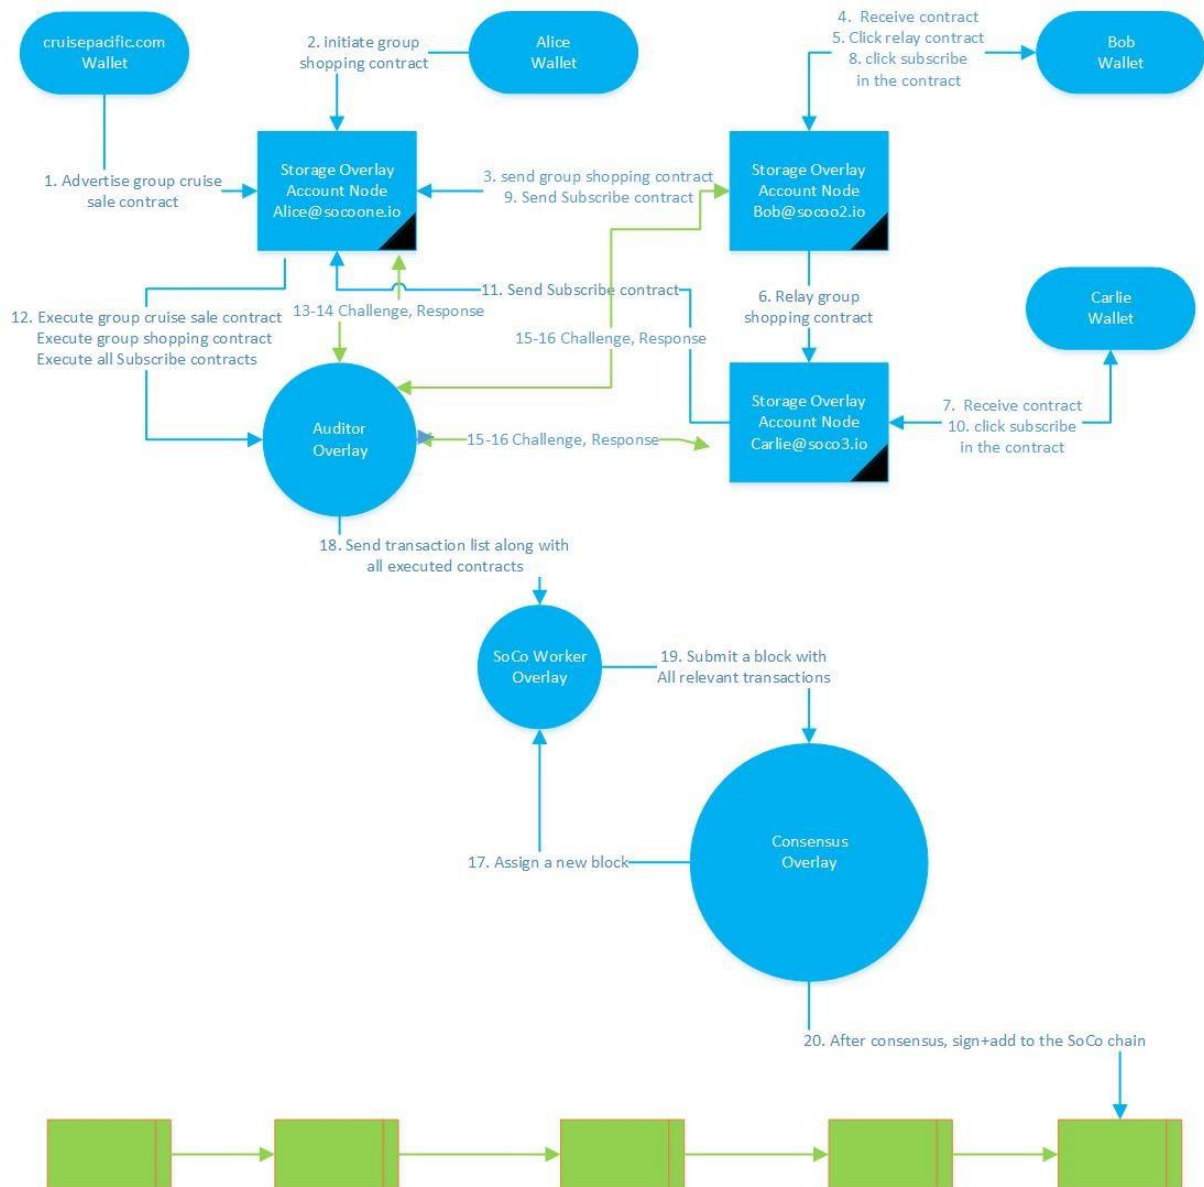 cruisepacific.com
Wallet
2. initiate group
shopping contract
Alice
Wallet
4. Receive contract
5. Click relay contract
8. click subscribe
in the contract
Bob
Wallet
1. Advertise group cruise
sale contract
Storage Overlay
Account Node
Alice@socoone.io
3. send group shopping contract
9. Send Subscribe contract
Storage Overlay
Account Node
Bob@socoo2.io
12. Execute group cruise sale contract
Execute group shopping contract
Execute all Subscribe contracts
13-14 Challenge, Response
11. Send Subscribe contract
15-16 Challenge, Response
6. Relay group
shopping contract
Carlie
Wallet
Auditor
Overlay
15-16 Challenge, Response
Storage Overlay
Account Node
Carlie@soco3.io
7. Receive contract
10. click subscribe
in the contract
18. Send transaction list along with
all executed contracts
SoCo Worker
Overlay
19. Submit a block with
All relevant transactions
17. Assign a new block
Consensus
Overlay
20. After consensus, sign+add to the SoCo chain